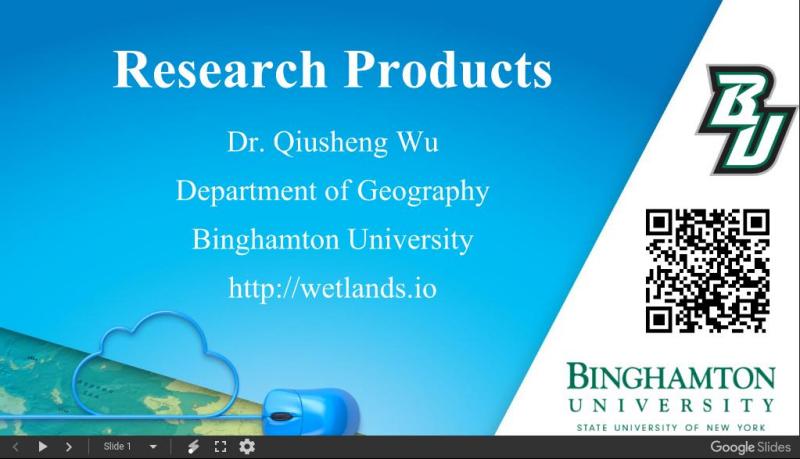 Research Products
Dr. Qiusheng Wu
Department of Geography
Binghamton University
http://wetlands.io
BU
BINGHAMTON
UNIVERSITY
STATE UNIVERSITY OF NEW YORK
Slide 1
Google Slides